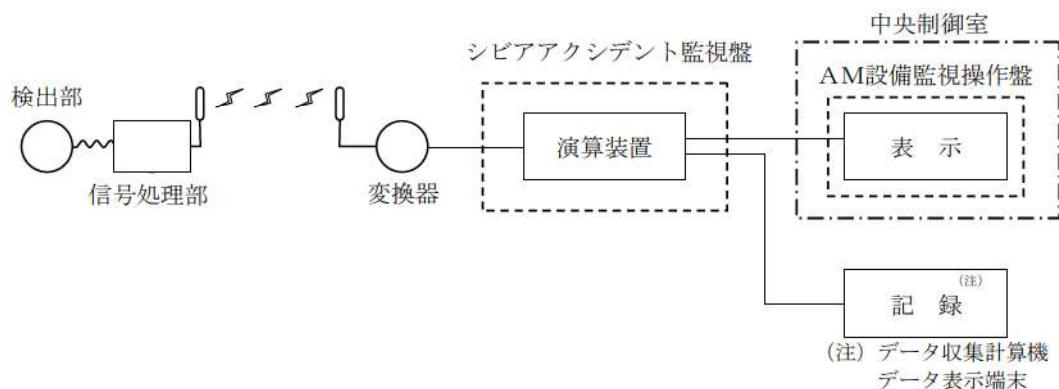 中央制御室
シビアアクシデント監視盤
AM設備監視操作盤
検出部
演算装置
表 示
信号処理部
変換器
記 録 (注)
(注) データ収集計算機
データ表示端末